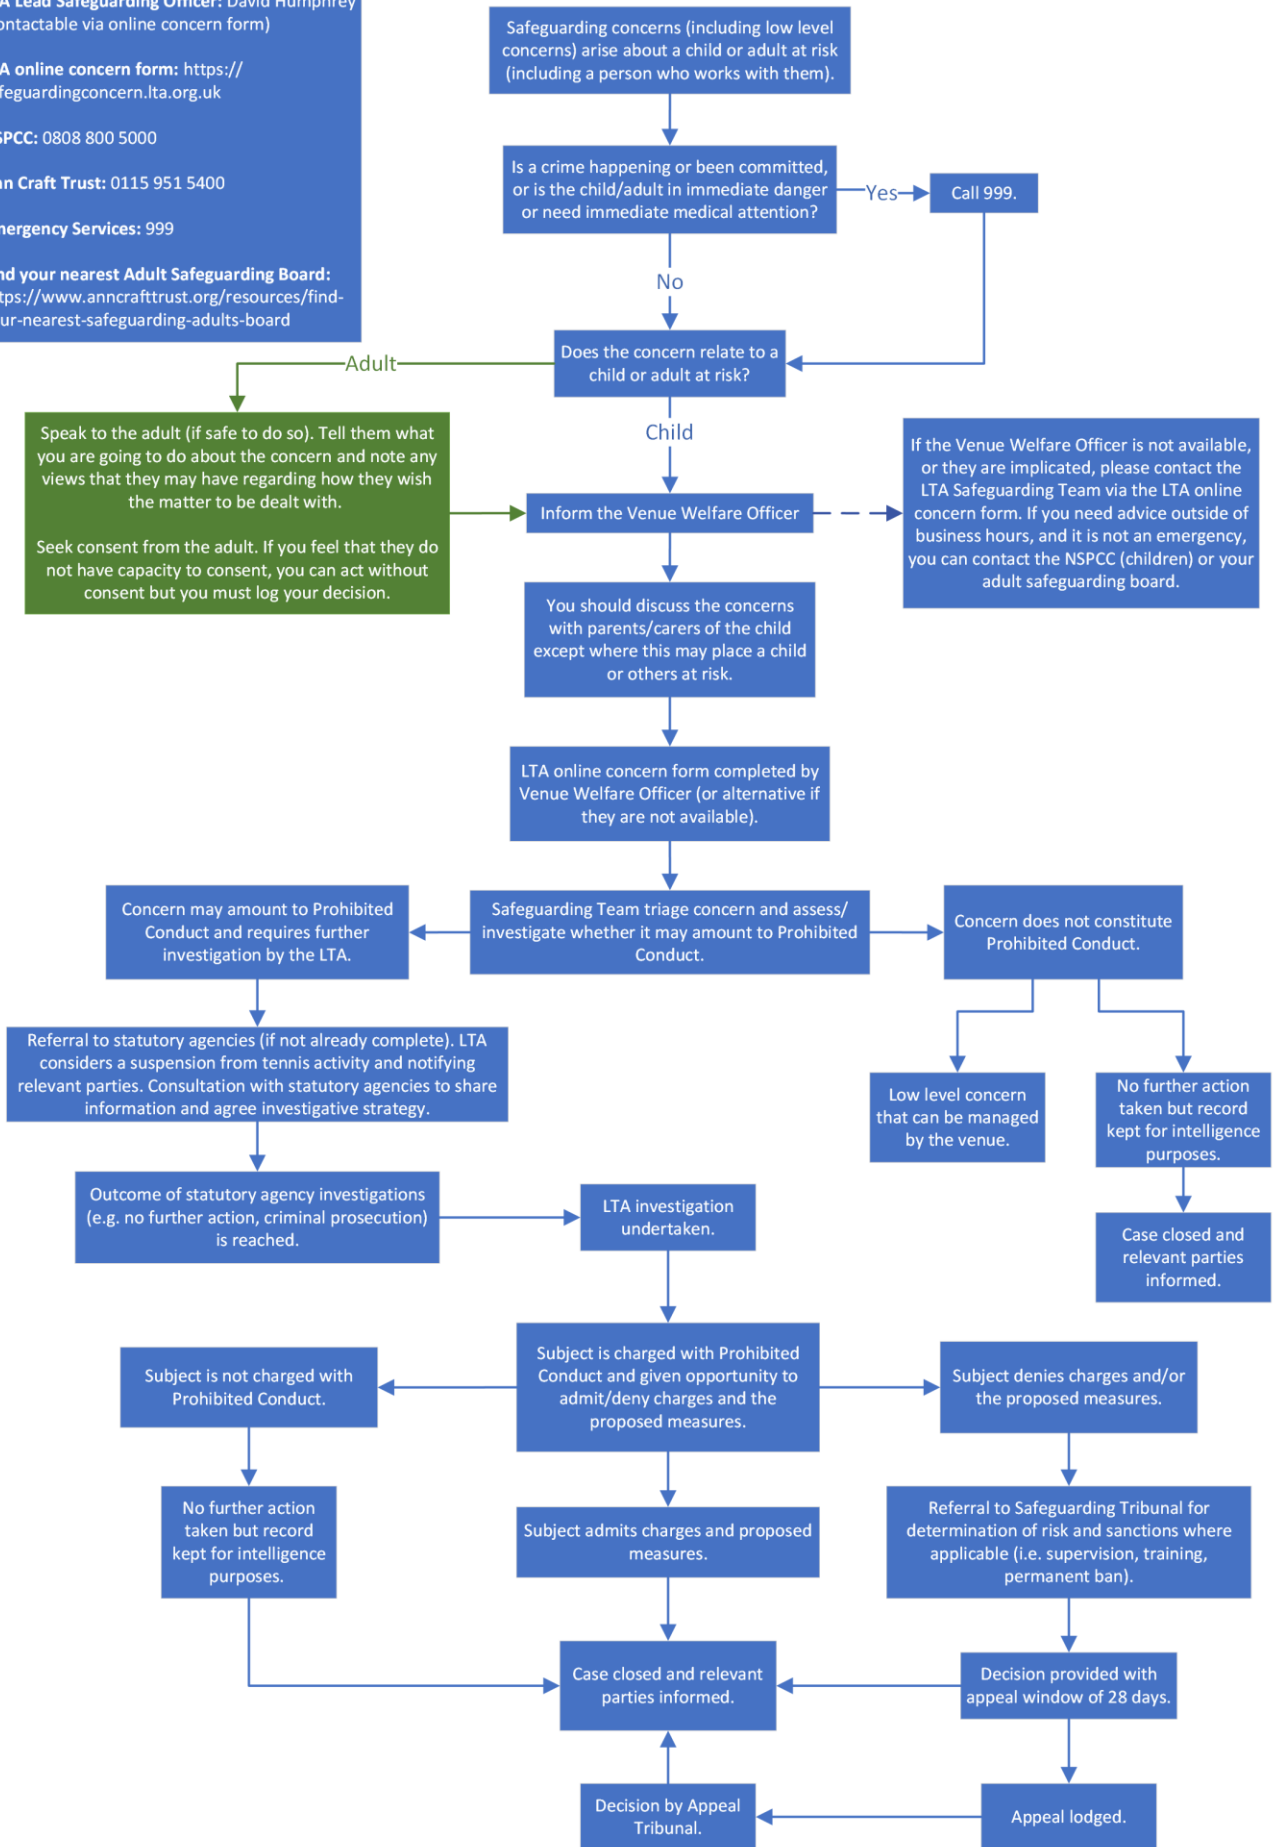 Lead Safeguarding Officer: David Humphrey
via online concern form)
online concern form: https://
0808 800 5000
Craft Trust: 0115 951 5400
Services: 999
your nearest Adult Safeguarding Board:
Safeguarding concerns (including low level
concerns) arise about a child or adult at risk
(including a person who works with them).
Is a crime happening or been committed,
or is the child/adult in immediate danger
or need immediate medical attention?
Yes
Call 999.
No
Does the concern relate to a
child or adult at risk?
Adult
Child
Speak to the adult (if safe to do so). Tell them what
you are going to do about the concern and note any
views that they may have regarding how they wish
the matter to be dealt with.
Seek consent from the adult. If you feel that they do
not have capacity to consent, you can act without
consent but you must log your decision.
Inform the Venue Welfare Officer
If the Venue Welfare Officer is not available,
or they are implicated, please contact the
LTA Safeguarding Team via the LTA online
concern form. If you need advice outside of
business hours, and it is not an emergency,
you can contact the NSPCC (children) or your
adult safeguarding board.
You should discuss the concerns
with parents/carers of the child
except where this may place a child
or others at risk.
LTA online concern form completed by
Venue Welfare Officer (or alternative if
they are not available).
Safeguarding Team triage concern and assess/
investigate whether it may amount to Prohibited
Conduct.
Concern may amount to Prohibited
Conduct and requires further
investigation by the LTA.
Concern does not constitute
Prohibited Conduct.
Referral to statutory agencies (if not already complete). LTA
considers a suspension from tennis activity and notifying
relevant parties. Consultation with statutory agencies to share
information and agree investigative strategy.
Low level concern
that can be managed
by the venue.
No further action
taken but record
kept for intelligence
purposes.
Outcome of statutory agency investigations
(e.g. no further action, criminal prosecution)
is reached.
LTA investigation
undertaken.
Case closed and
relevant parties
informed.
Subject is not charged with
Prohibited Conduct.
Subject is charged with Prohibited
Conduct and given opportunity to
admit/deny charges and the
proposed measures.
Subject denies charges and/or
the proposed measures.
No further action
taken but record
kept for intelligence
purposes.
Subject admits charges and proposed
measures.
Referral to Safeguarding Tribunal for
determination of risk and sanctions where
applicable (i.e. supervision, training,
permanent ban).
Case closed and relevant
parties informed.
Decision provided with
appeal window of 28 days.
Decision by Appeal
Tribunal.
Appeal lodged.